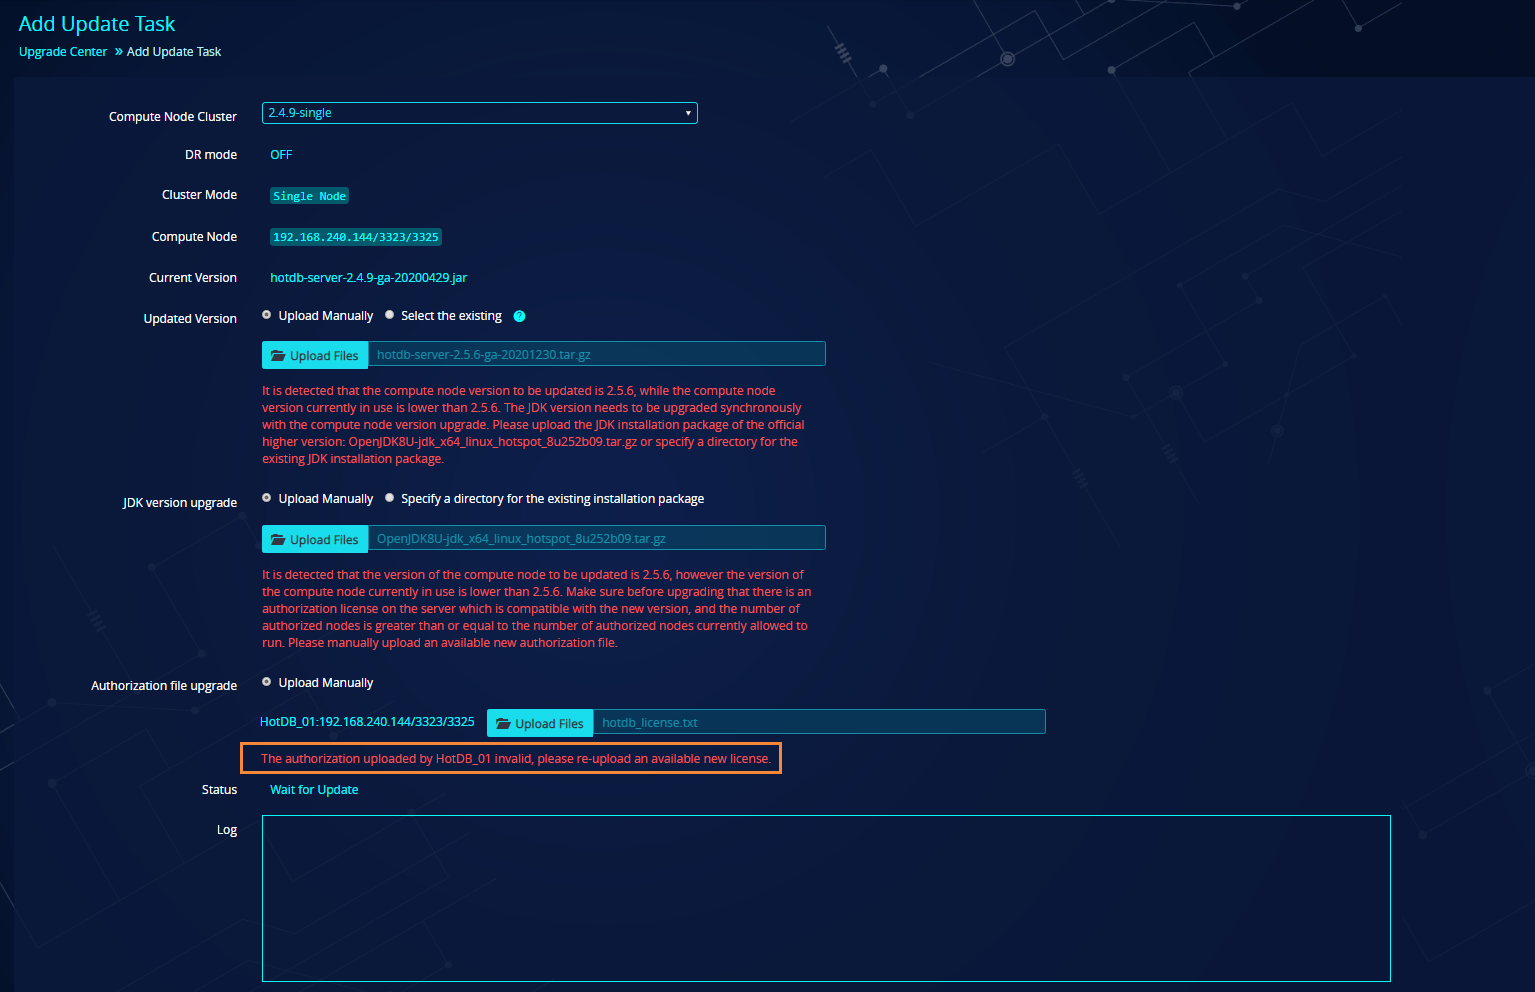 Add Update Task
Upgrade Center » Add Update Task
Compute Node Cluster 2.4.9-single
DR mode OFF
Cluster Mode Single Node
Compute Node 192.168.240.144/3323/3325
Current Version hotdb-server-2.4.9-ga-20200429.jar
Updated Version Upload Manually Select the existing ?
Upload Files hotdb-server-2.5.6-ga-20201230.tar.gz
It is detected that the compute node version to be updated is 2.5.6, while the compute node
version currently in use is lower than 2.5.6. The JDK version needs to be upgraded synchronously
with the compute node version upgrade. Please upload the JDK installation package of the official
higher version: OpenJDK8U-jdk_x64_linux_hotspot_8u252b09.tar.gz or specify a directory for the
existing JDK installation package.
JDK version upgrade Upload Manually Specify a directory for the existing installation package
Upload Files OpenJDK8U-jdk_x64_linux_hotspot_8u252b09.tar.gz
It is detected that the version of the compute node to be updated is 2.5.6, however the version of
the compute node currently in use is lower than 2.5.6. Make sure before upgrading that there is an
authorization license on the server which is compatible with the new version, and the number of
authorized nodes is greater than or equal to the number of authorized nodes currently allowed to
run. Please manually upload an available new authorization file.
Authorization file upgrade Upload Manually
HotDB_01:192.168.240.144/3323/3325 Upload Files hotdb_license.txt
The authorization uploaded by HotDB_01 invalid, please re-upload an available new license.
Status Wait for Update
Log